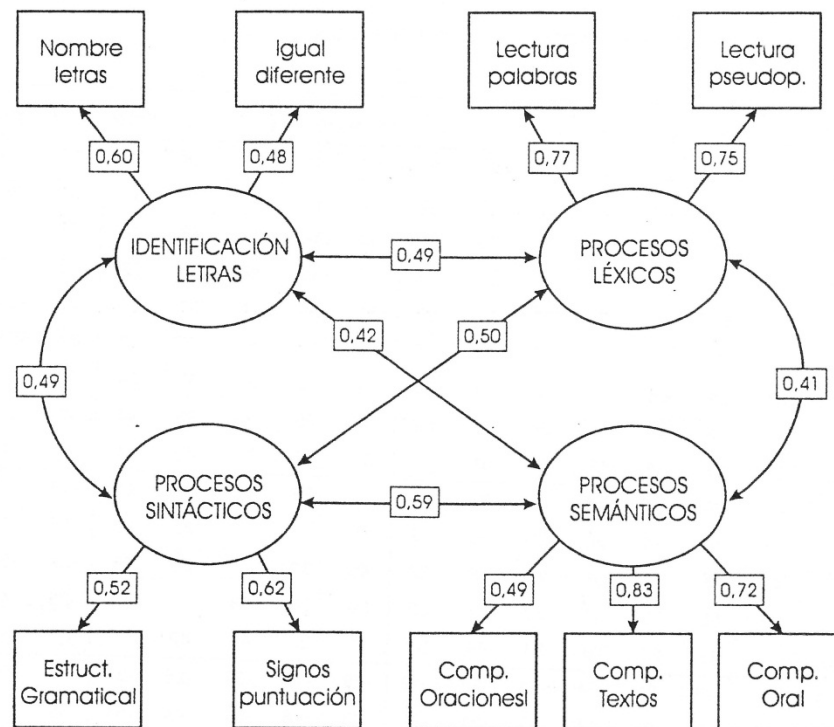 Nombre
letras
Igual
diferente
Lectura
palabras
Lectura
pseudop.
0,60
0,48
0,77
0,75
IDENTIFICACIÓN
LETRAS
0,49
PROCESOS
LÉXICOS
0,42
0,50
0,49
0,41
PROCESOS
SINTÁCTICOS
0,59
PROCESOS
SEMÁNTICOS
0,52
0,62
0,49
0,83
0,72
Estruct.
Gramatical
Signos
puntuación
Comp.
Oracionesl
Comp.
Textos
Comp.
Oral